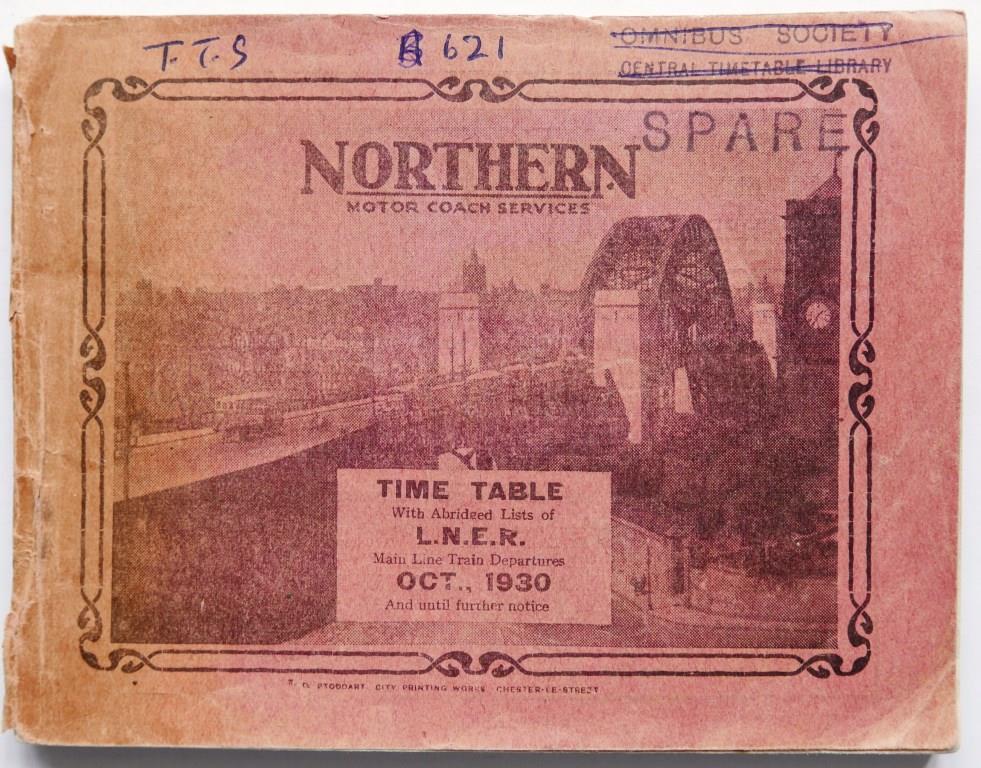 T.T.S 621
OMNIBUS SOCIETY
CENTRAL TIMETABLE LIBRARY
SPARE
NORTHERN
MOTOR COACH SERVICES
TIME TABLE
With Abridged Lists of
L.N.E.R.
Main Line Train Departures
OCT., 1930
And until further notice
STODDART, CITY PRINTING WORKS, CHESTER-LE-STREET